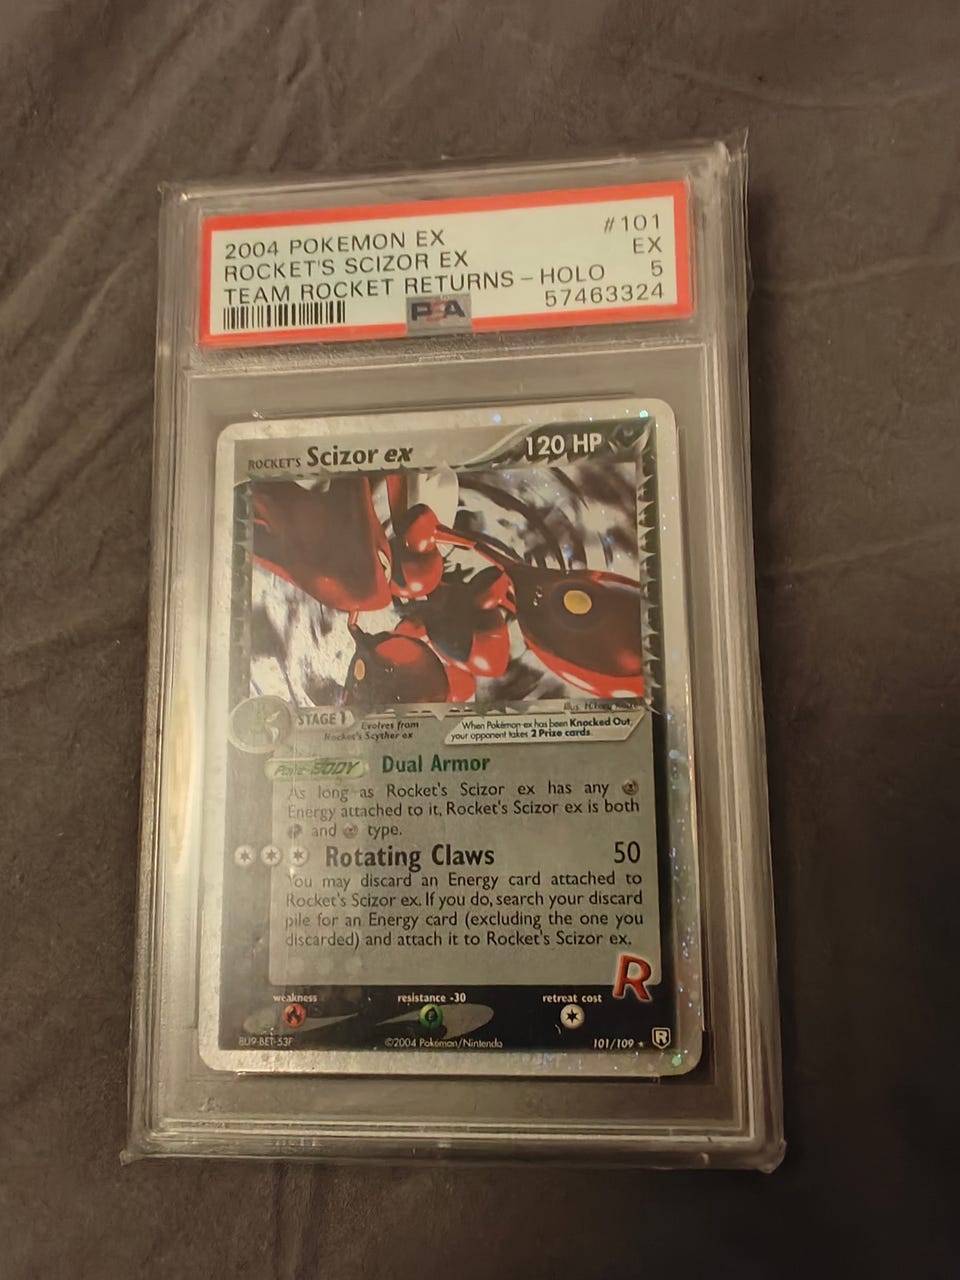 2004 POKEMON EX #101
ROCKET'S SCIZOR EX EX
TEAM ROCKET RETURNS - HOLO 5
PSA 57463324
ROCKET'S Scizor ex 120 HP
Illus.
STAGE 1 Evolves from
Rocket's Scyther ex
When Pokémon-ex has been Knocked Out,
your opponent takes 2 Prize cards.
Poké-BODY Dual Armor
As long as Rocket's Scizor ex has any
Energy attached to it, Rocket's Scizor ex is both
and type.
Rotating Claws 50
You may discard an Energy card attached to
Rocket's Scizor ex. If you do, search your discard
pile for an Energy card (excluding the one you
discarded) and attach it to Rocket's Scizor ex.
R
weakness resistance -30 retreat cost
8U9-BET-53F ©2004 Pokémon/Nintendo 101/109 ★ R